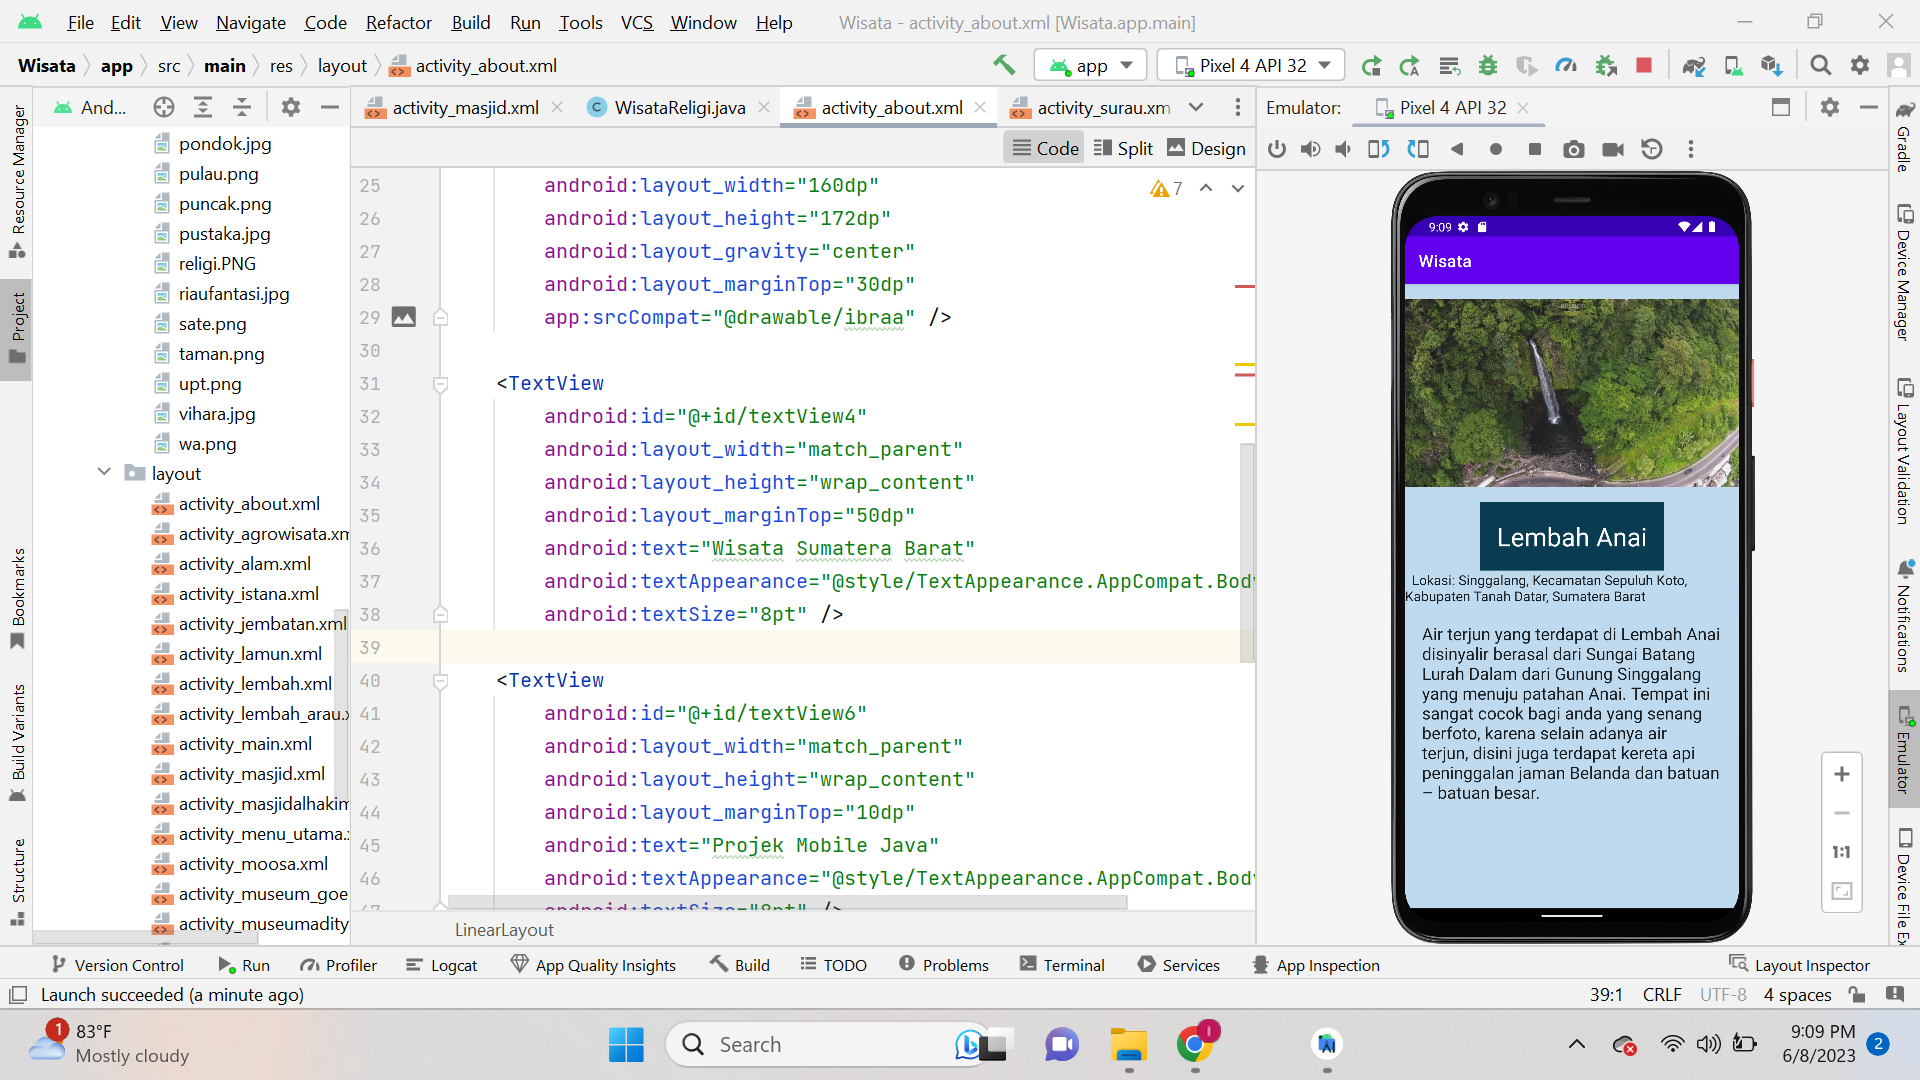 File Edit View Navigate Code Refactor Build Run Tools VCS Window Help Wisata - activity_about.xml [Wisata.app.main]
Wisata app src main res layout activity_about.xml app Pixel 4 API 32
And... activity_masjid.xml WisataReligi.java activity_about.xml activity_surau.xm Emulator: Pixel 4 API 32
Code Split Design
Resource Manager
Project
Bookmarks
Build Variants
Structure
pondok.jpg
pulau.png
puncak.png
pustaka.jpg
religi.PNG
riaufantasi.jpg
sate.png
taman.png
upt.png
vihara.jpg
wa.png
layout
activity_about.xml
activity_agrowisata.xm
activity_alam.xml
activity_istana.xml
activity_jembatan.xml
activity_lamun.xml
activity_lembah.xml
activity_lembah_arau.x
activity_main.xml
activity_masjid.xml
activity_masjidalhakim
activity_menu_utama.x
activity_moosa.xml
activity_museum_goe
activity_museumadity
7
25 android:layout_width="160dp"
26 android:layout_height="172dp"
27 android:layout_gravity="center"
28 android:layout_marginTop="30dp"
29 app:srcCompat="@drawable/ibraa" />
30
31 <TextView
32 android:id="@+id/textView4"
33 android:layout_width="match_parent"
34 android:layout_height="wrap_content"
35 android:layout_marginTop="50dp"
36 android:text="Wisata Sumatera Barat"
37 android:textAppearance="@style/TextAppearance.AppCompat.Body
38 android:textSize="8pt" />
39
40 <TextView
41 android:id="@+id/textView6"
42 android:layout_width="match_parent"
43 android:layout_height="wrap_content"
44 android:layout_marginTop="10dp"
45 android:text="Projek Mobile Java"
46 android:textAppearance="@style/TextAppearance.AppCompat.Body
47 android:textSize="8pt" />
LinearLayout
9:09
Wisata
Lembah Anai
Lokasi: Singgalang, Kecamatan Sepuluh Koto,
Kabupaten Tanah Datar, Sumatera Barat
Air terjun yang terdapat di Lembah Anai
disinyalir berasal dari Sungai Batang
Lurah Dalam dari Gunung Singgalang
yang menuju patahan Anai. Tempat ini
sangat cocok bagi anda yang senang
berfoto, karena selain adanya air
terjun, disini juga terdapat kereta api
peninggalan jaman Belanda dan batuan
– batuan besar.
1:1
Gradle
Device Manager
Layout Validation
Notifications
Emulator
Device File Ex
Version Control Run Profiler Logcat App Quality Insights Build TODO Problems Terminal Services App Inspection Layout Inspector
Launch succeeded (a minute ago) 39:1 CRLF UTF-8 4 spaces
1 83°F
Mostly cloudy
Search
9:09 PM
6/8/2023
2